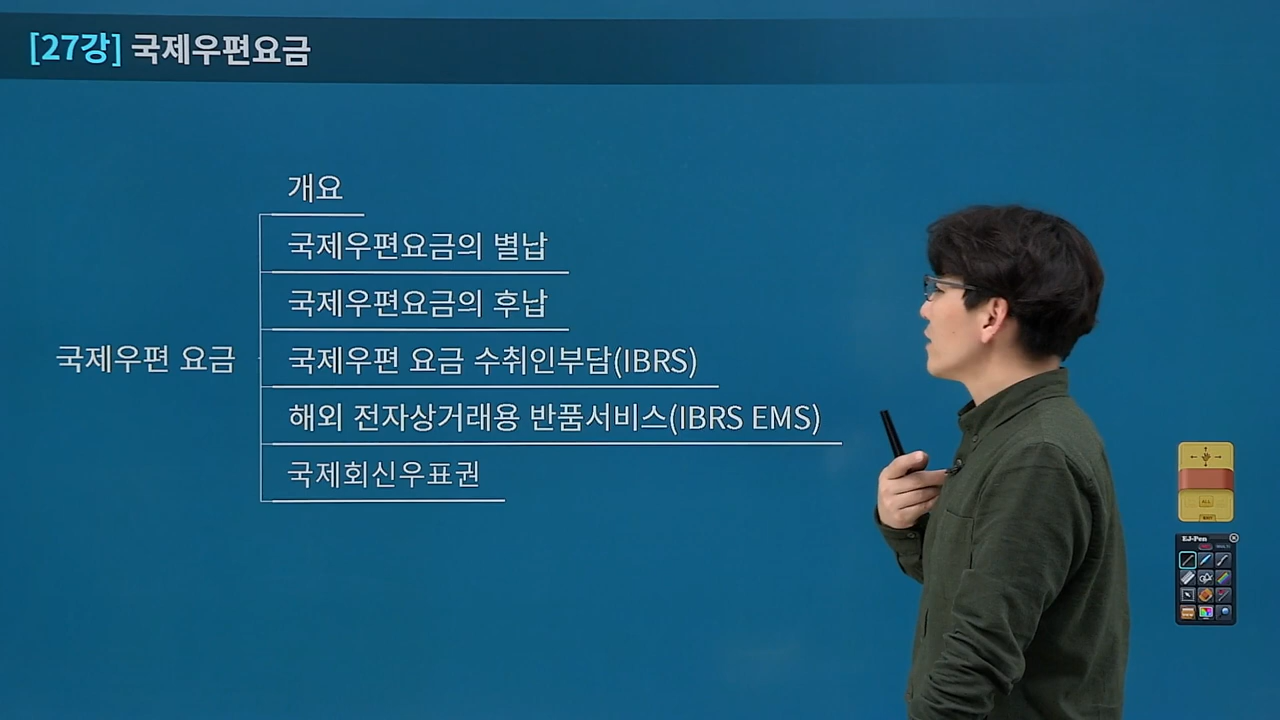 [27강] 국제우편요금
개요
국제우편요금의 별납
국제우편요금의 후납
국제우편 요금
국제우편 요금 수취인부담(IBRS)
해외 전자상거래용 반품서비스(IBRS EMS)
국제회신우표권
ALL
EJ-Pen